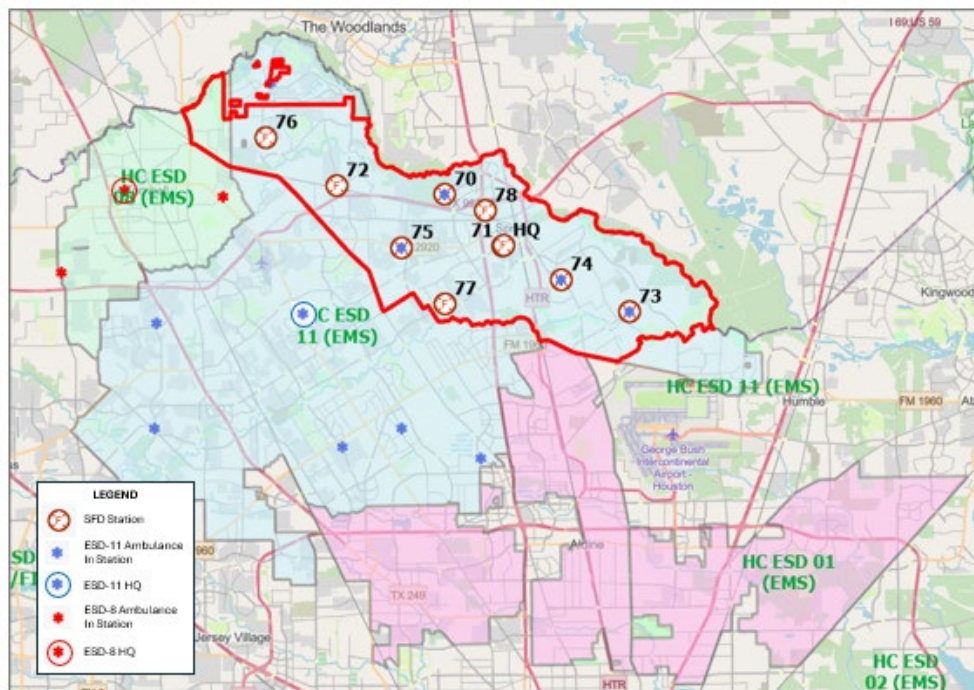 The Woodlands
I 69;US 59
76
HC ESD
08 (EMS)
72
70
78
75
2920
71
HQ
74
77
HTR
73
Kingwood
C ESD
11 (EMS)
FM 1960
HC ESD 11 (EMS)
Humble
FM 1960
George Bush
Intercontinental
Airport -
Houston
LEGEND
SFD Station
ESD-11 Ambulance
In Station
ESD-11 HQ
ESD-8 Ambulance
In Station
ESD-8 HQ
1960
Aldine
HC ESD 01
(EMS)
TX 249
Jersey Village
HTR
HC ESD
02 (EMS)